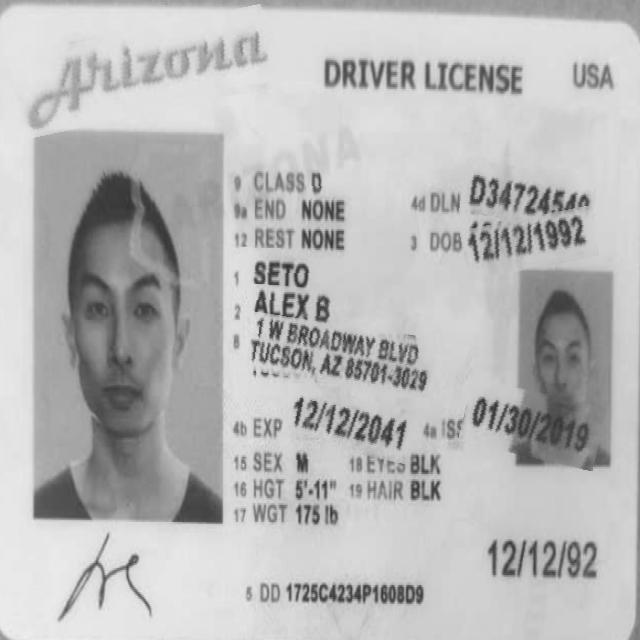 Arizona
DRIVER LICENSE USA
9 CLASS D
9a END NONE
4d DLN D34724540
12 REST NONE
3 DOB 12/12/1992
1 SETO
2 ALEX B
8 1 W BROADWAY BLVD
TUCSON, AZ 85701-3029
4b EXP 12/12/2041 4a ISS 01/30/2019
15 SEX M 18 EYES BLK
16 HGT 5'-11" 19 HAIR BLK
17 WGT 175 lb
12/12/92
5 DD 1725C4234P1608D9